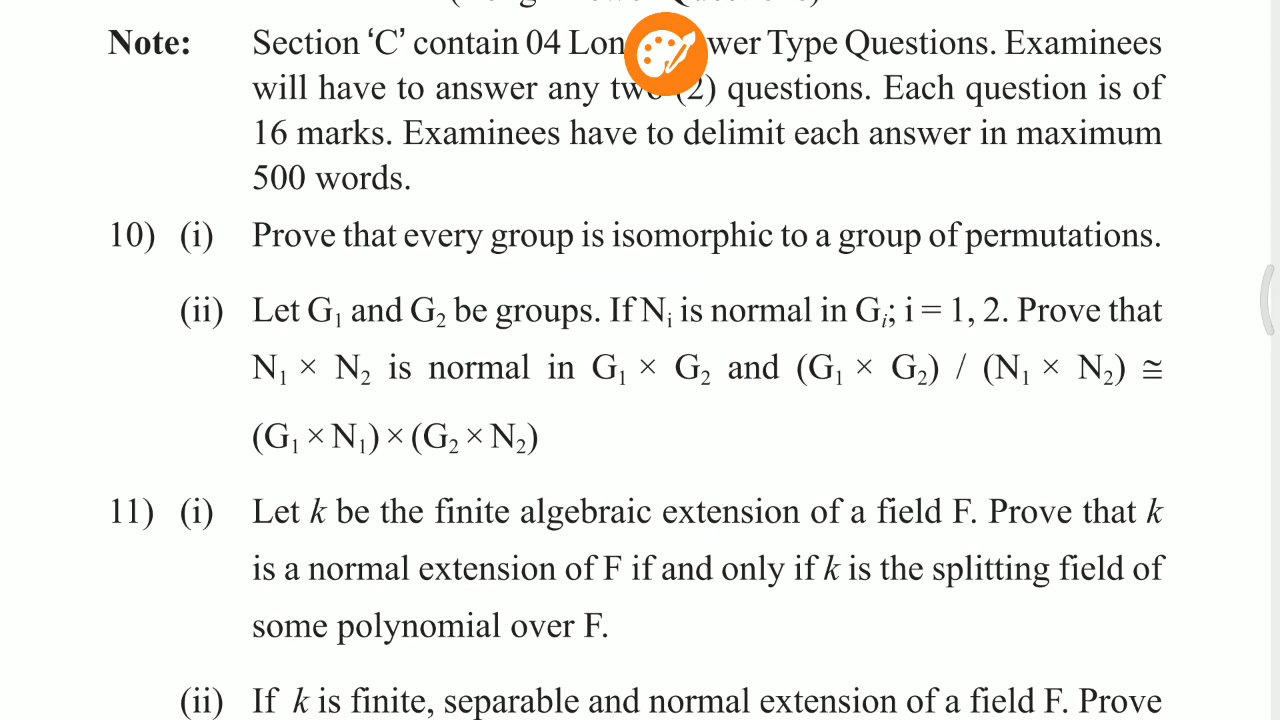 Note: Section ‘C’ contain 04 Lon wer Type Questions. Examinees
will have to answer any two (2) questions. Each question is of
16 marks. Examinees have to delimit each answer in maximum
500 words.
10) (i) Prove that every group is isomorphic to a group of permutations.
(ii) Let G₁ and G₂ be groups. If Nᵢ is normal in Gᵢ; i = 1, 2. Prove that
N₁ × N₂ is normal in G₁ × G₂ and (G₁ × G₂) / (N₁ × N₂) ≅
(G₁ × N₁) × (G₂ × N₂)
11) (i) Let k be the finite algebraic extension of a field F. Prove that k
is a normal extension of F if and only if k is the splitting field of
some polynomial over F.
(ii) If k is finite, separable and normal extension of a field F. Prove